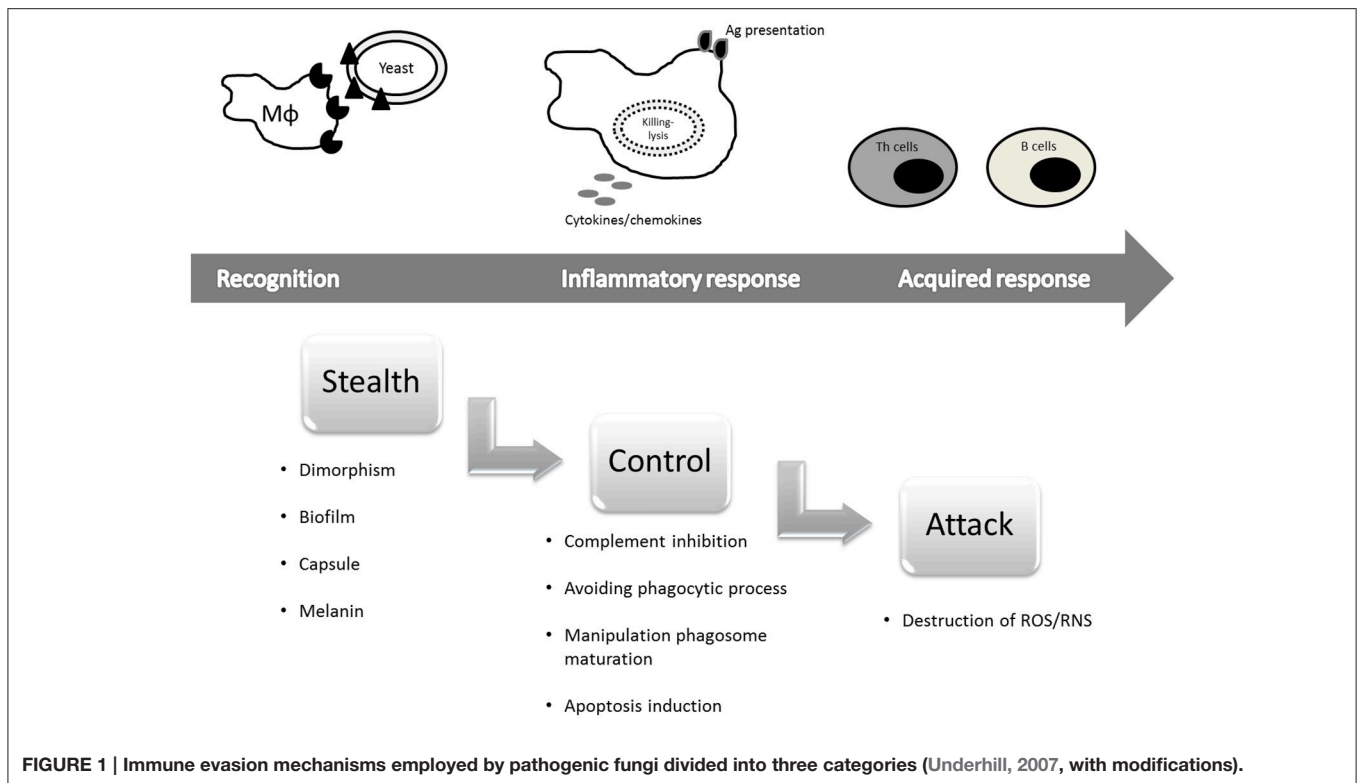 Ag presentation
Yeast
Mϕ
Killing-
lysis
Th cells
B cells
Cytokines/chemokines
Recognition
Inflammatory response
Acquired response
Stealth
• Dimorphism
• Biofilm
• Capsule
• Melanin
Control
• Complement inhibition
• Avoiding phagocytic process
• Manipulation phagosome
maturation
• Apoptosis induction
Attack
• Destruction of ROS/RNS
FIGURE 1 | Immune evasion mechanisms employed by pathogenic fungi divided into three categories (Underhill, 2007, with modifications).